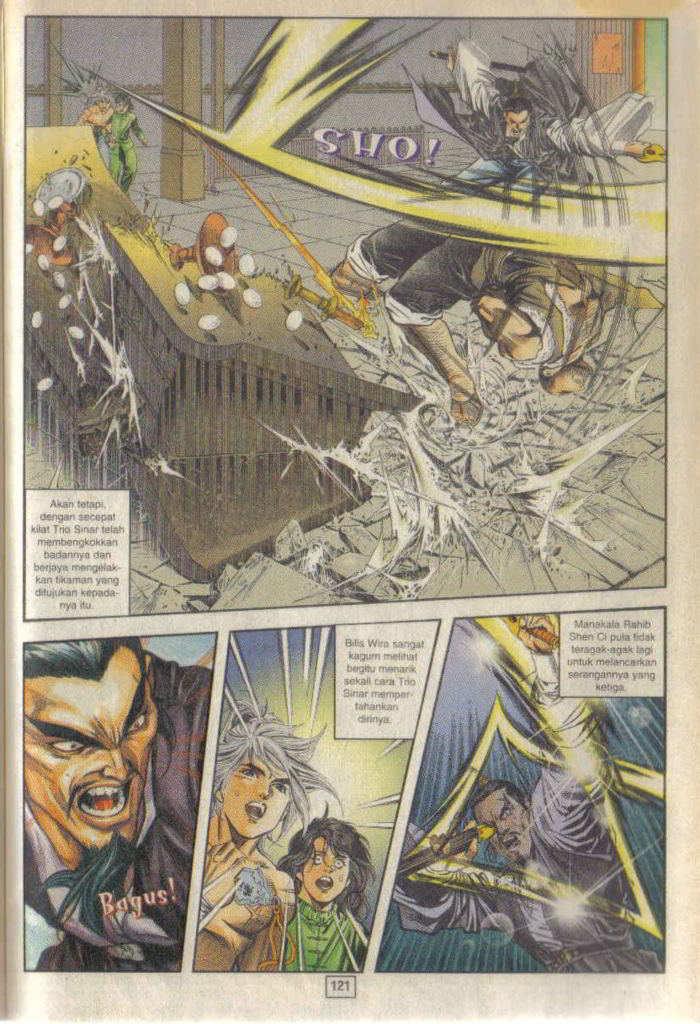 SHO!
Akan tetapi,
dengan secepat
kilat Trio Sinar telah
membengkokkan
badannya dan
berjaya mengelak-
kan tikaman yang
ditujukan kepada-
nya itu.
Bagus!
Bilis Wira sangat
kagum melihat
begitu menarik
sekali cara Trio
Sinar memper-
tahankan
dirinya.
Manakala Rahib
Shen Ci pula tidak
teragak-agak lagi
untuk melancarkan
serangannya yang
ketiga.
121